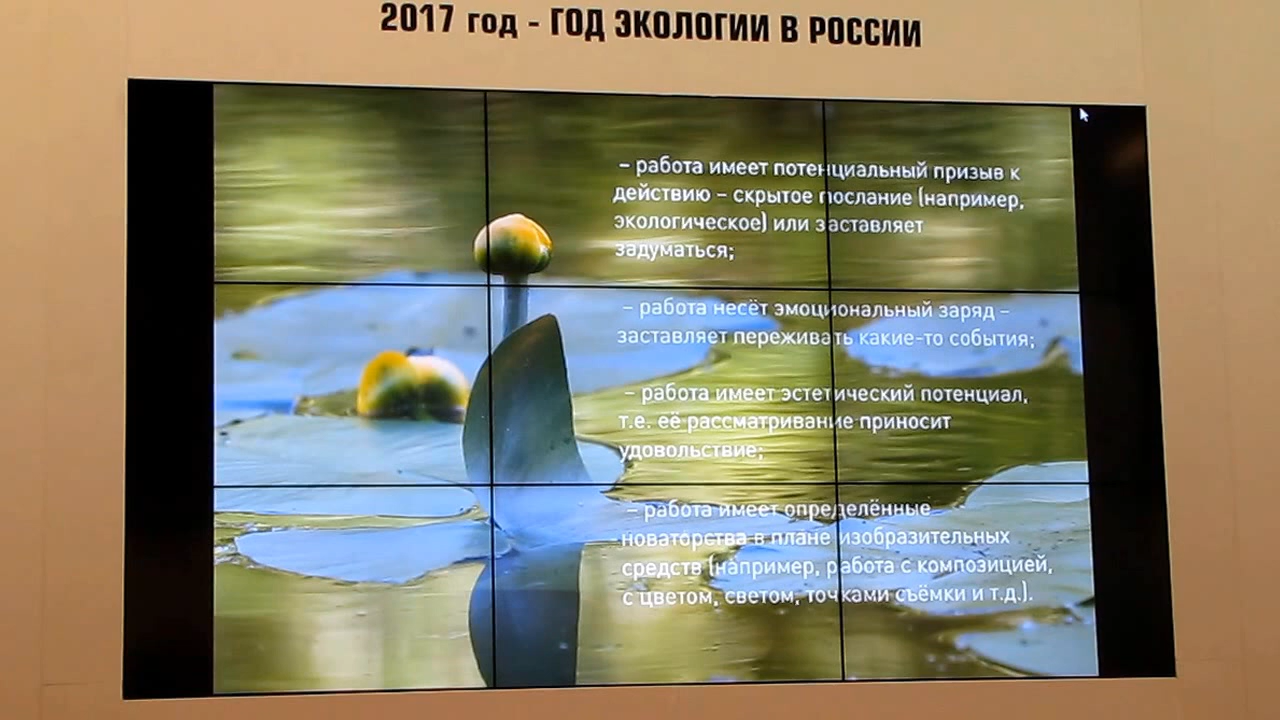 2017 год - ГОД ЭКОЛОГИИ В РОССИИ
– работа имеет потенциальный призыв к
действию – скрытое послание (например,
экологическое) или заставляет
задуматься;
– работа несёт эмоциональный заряд –
заставляет переживать какие-то события;
– работа имеет эстетический потенциал,
т.е. её рассматривание приносит
удовольствие;
– работа имеет определённые
новаторства в плане изобразительных
средств (например, работа с композицией,
с цветом, светом, точками съёмки и т.д.).